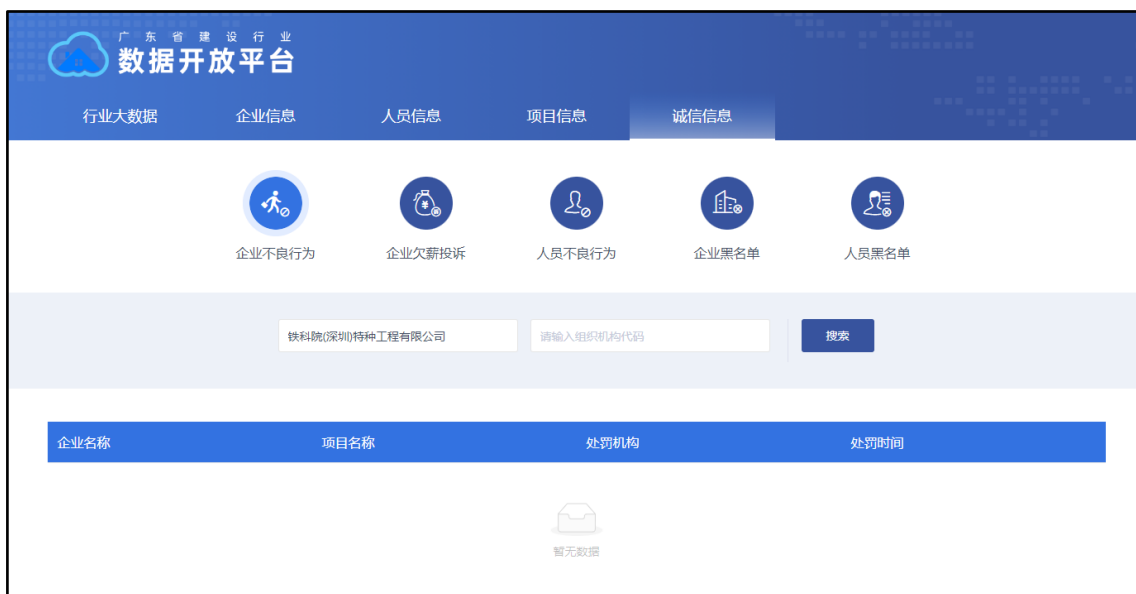 广东省建设行业
数据开放平台
行业大数据 企业信息 人员信息 项目信息 诚信信息
企业不良行为 企业欠薪投诉 人员不良行为 企业黑名单 人员黑名单
铁科院(深圳)特种工程有限公司 请输入组织机构代码 搜索
企业名称 项目名称 处罚机构 处罚时间
暂无数据